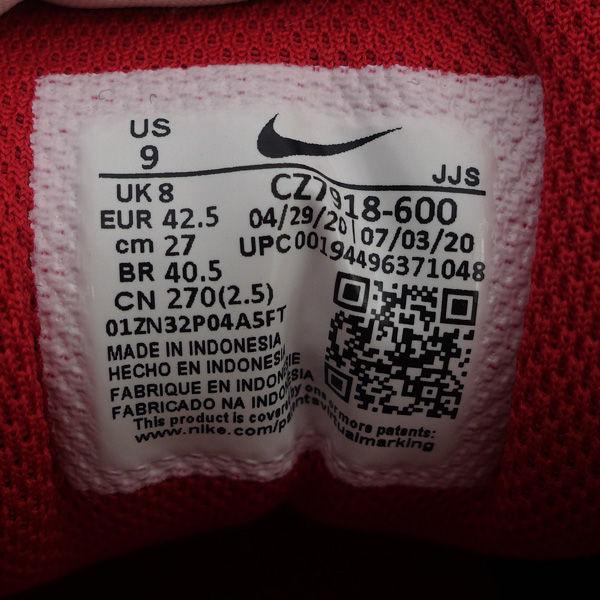 US
9
JJS
UK 8
CZ7918-600
EUR 42.5
04/29/20 07/03/20
cm 27
UPC001944963710 48
BR 40.5
CN 270(2.5)
01ZN32P04A5FT
MADE IN INDONESIA
HECHO EN INDONESIA
FABRIQUE EN INDONESIE
FABRICADO NA INDONESIA
This product is covered by one or more patents:
www.nike.com/patentvirtualmarking